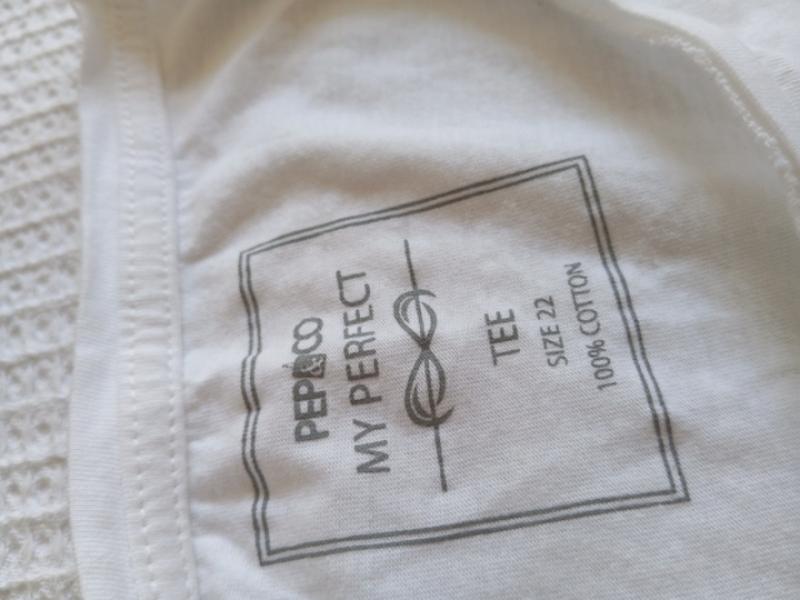 PEP&CO
MY PERFECT
TEE
SIZE 22
100% COTTON